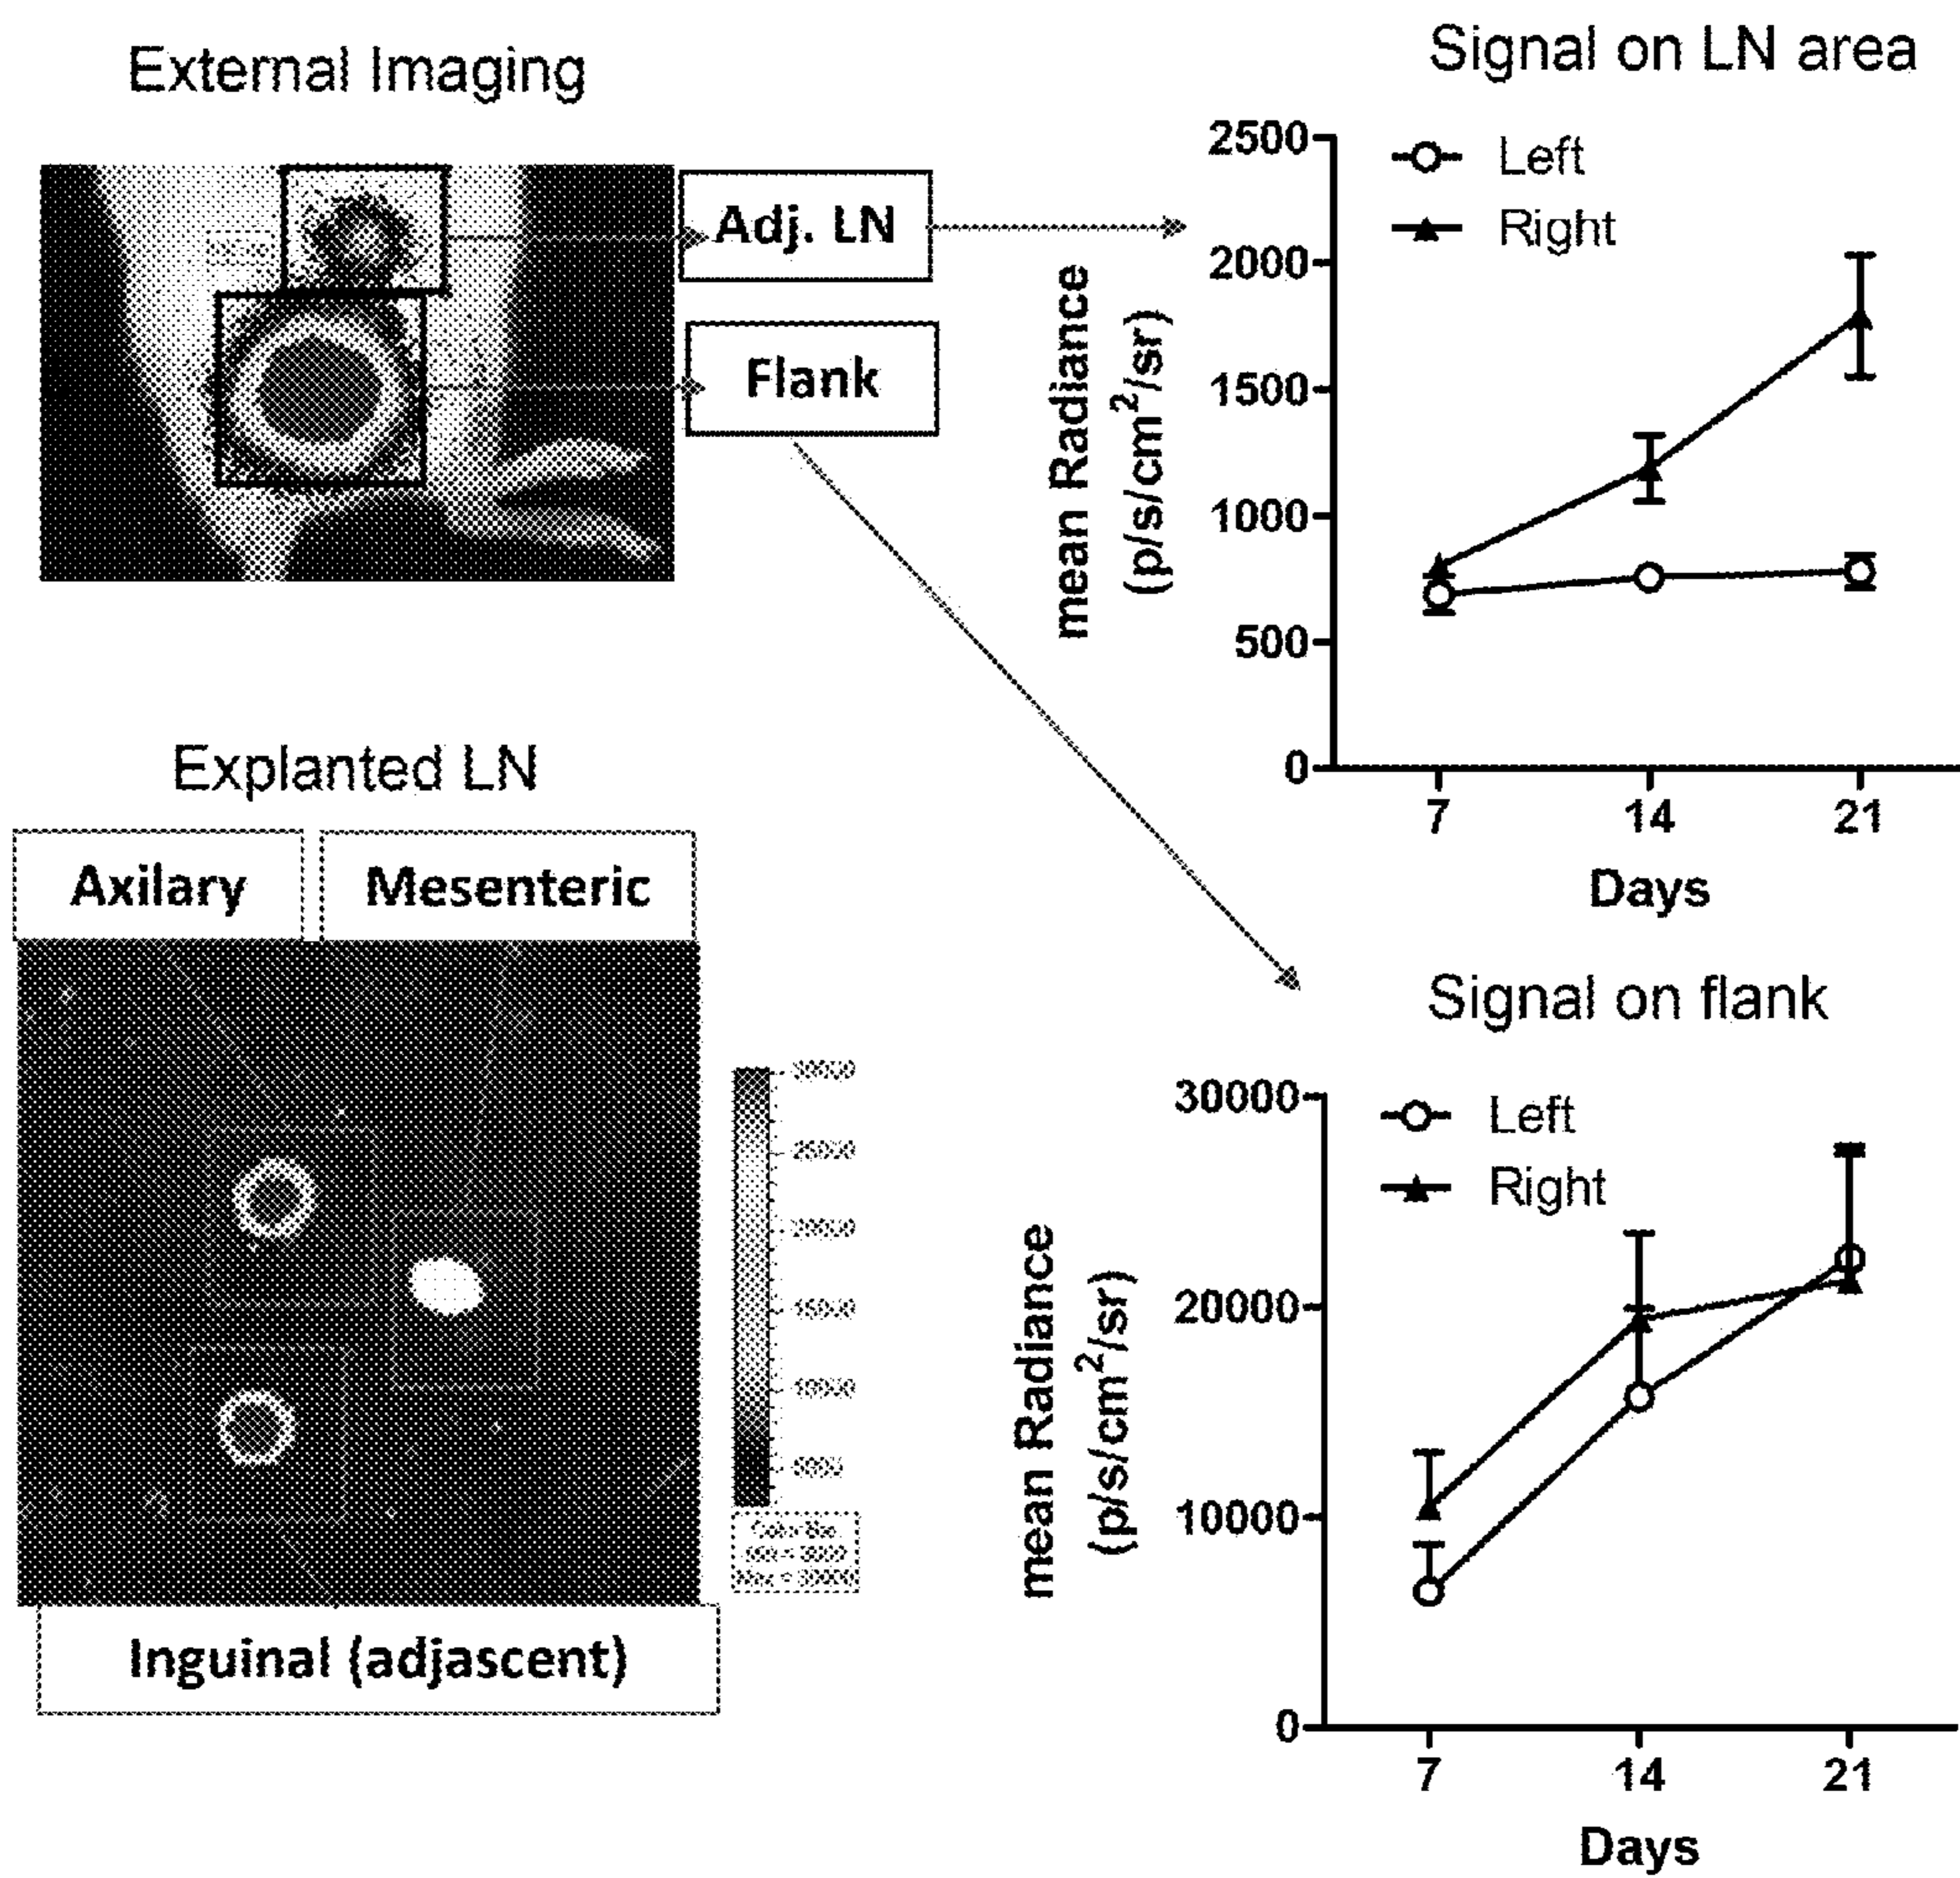 External Imaging
Adj. LN
Flank
Signal on LN area
Left
Right
2500
2000
1500
1000
500
0
mean Radiance
(p/s/cm²/sr)
7 14 21
Days
Explanted LN
Axilary Mesenteric
Inguinal (adjascent)
Signal on flank
Left
Right
30000
20000
10000
0
mean Radiance
(p/s/cm²/sr)
7 14 21
Days